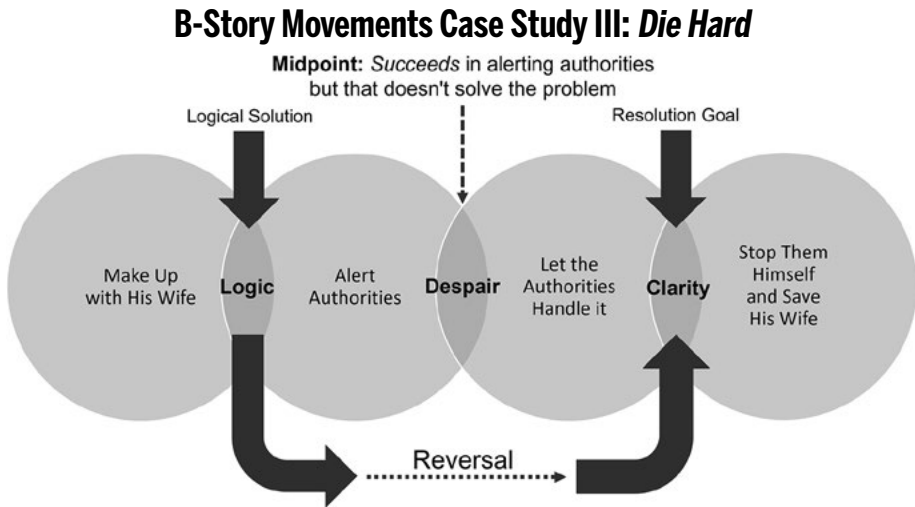 B-Story Movements Case Study III: Die Hard
Midpoint: Succeeds in alerting authorities
but that doesn't solve the problem
Logical Solution
Resolution Goal
Make Up
with His Wife
Logic
Alert
Authorities
Despair
Let the
Authorities
Handle it
Clarity
Stop Them
Himself
and Save
His Wife
Reversal